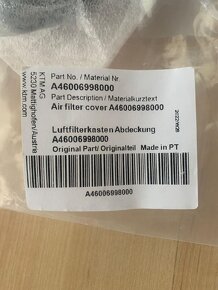 Part No. / Material Nr.
A46006998000
Part Description / Materialkurztext
Air filter cover A46006998000
Luftfilterkasten Abdeckung
A46006998000
Original Part/ Originalteil Made in PT
A46006998000
KTM AG
5230 Mattighofen/Austria
www.ktm.com